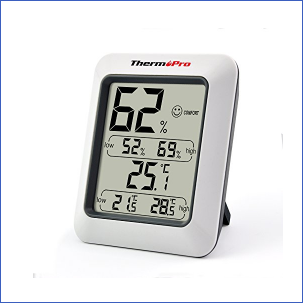 ThermoPro
62% COMFORT
low 52% 69% high
25.1°C
low 21.5°C 28.5°C high